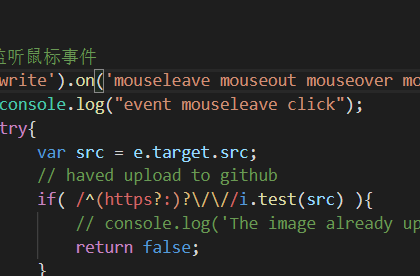 监听鼠标事件
write').on('mouseleave mouseout mouseover mo
console.log("event mouseleave click");
try{
var src = e.target.src;
// haved upload to github
if( /^(https?:)?\/\//i.test(src) ){
// console.log('The image already up
return false;
}